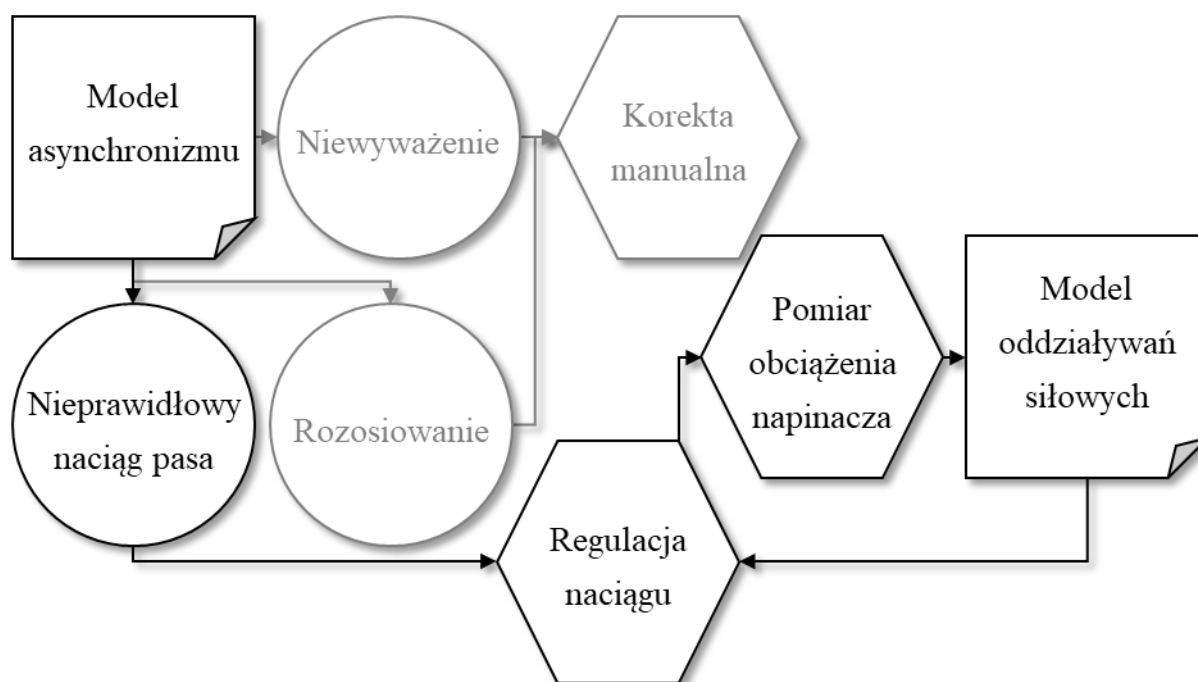 Model
asynchronizmu
Niewyważenie
Korekta
manualna
Nieprawidłowy
naciąg pasa
Rozosiowanie
Pomiar
obciążenia
napinacza
Model
oddziaływań
siłowych
Regulacja
naciągu